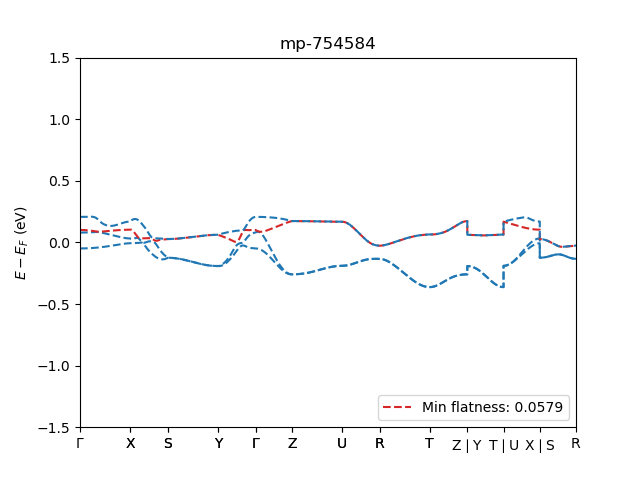 mp-754584
E − E_F (eV)
1.5
1.0
0.5
0.0
−0.5
−1.0
−1.5
Min flatness: 0.0579
Γ X S Y Γ Z U R T Z | Y T | U X | S R